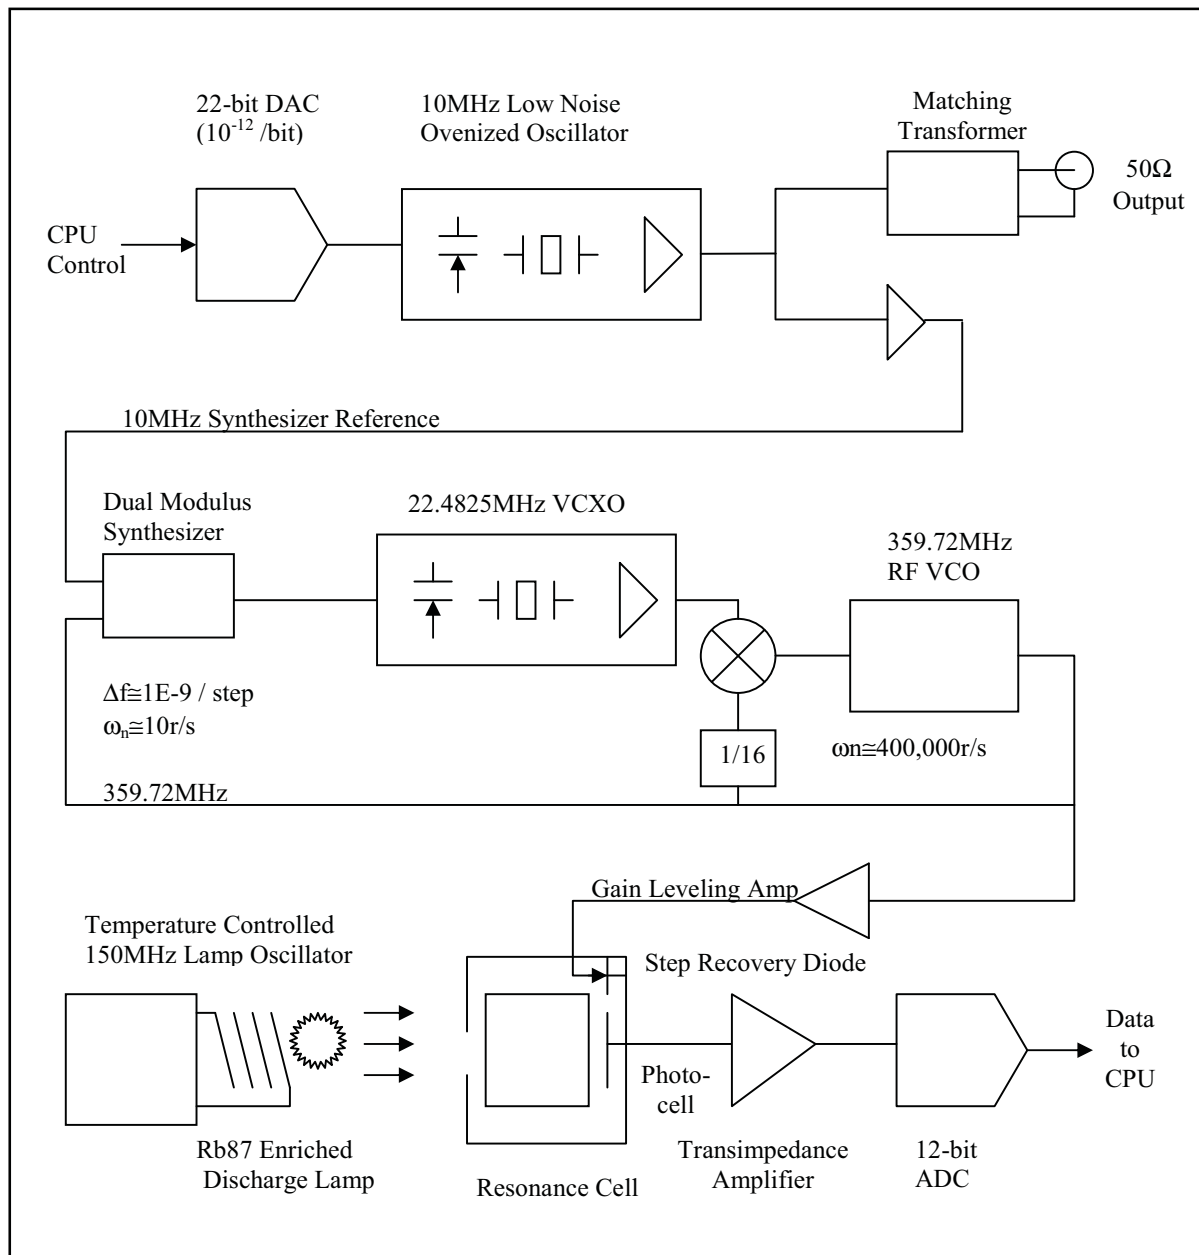 22-bit DAC
(10⁻¹² /bit)
10MHz Low Noise
Ovenized Oscillator
Matching
Transformer
50Ω
Output
CPU
Control
10MHz Synthesizer Reference
Dual Modulus
Synthesizer
22.4825MHz VCXO
359.72MHz
RF VCO
Δf≅1E-9 / step
ωₙ≅10r/s
1/16
ωn≅400,000r/s
359.72MHz
Gain Leveling Amp
Temperature Controlled
150MHz Lamp Oscillator
Step Recovery Diode
Data
to
CPU
Photo-
cell
Rb87 Enriched
Discharge Lamp
Resonance Cell
Transimpedance
Amplifier
12-bit
ADC